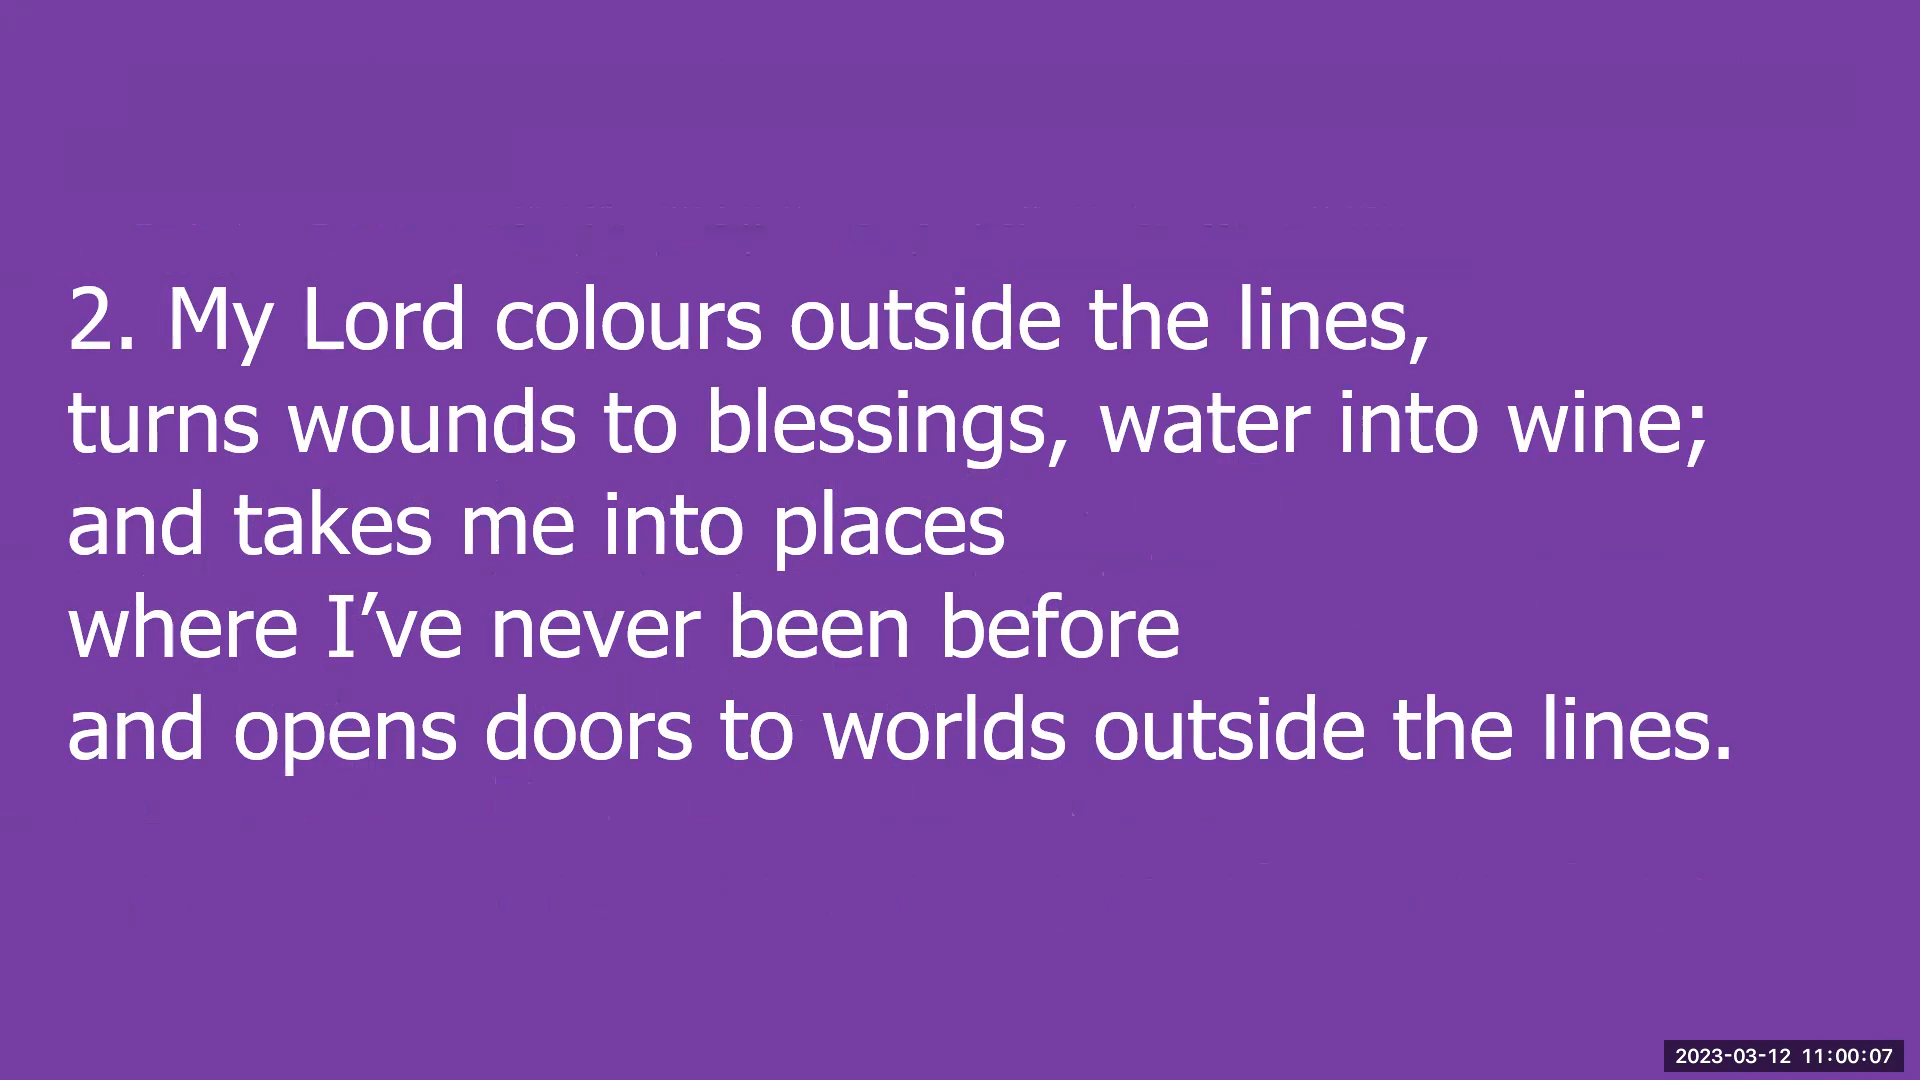 2. My Lord colours outside the lines,
turns wounds to blessings, water into wine;
and takes me into places
where I’ve never been before
and opens doors to worlds outside the lines.
2023-03-12 11:00:07